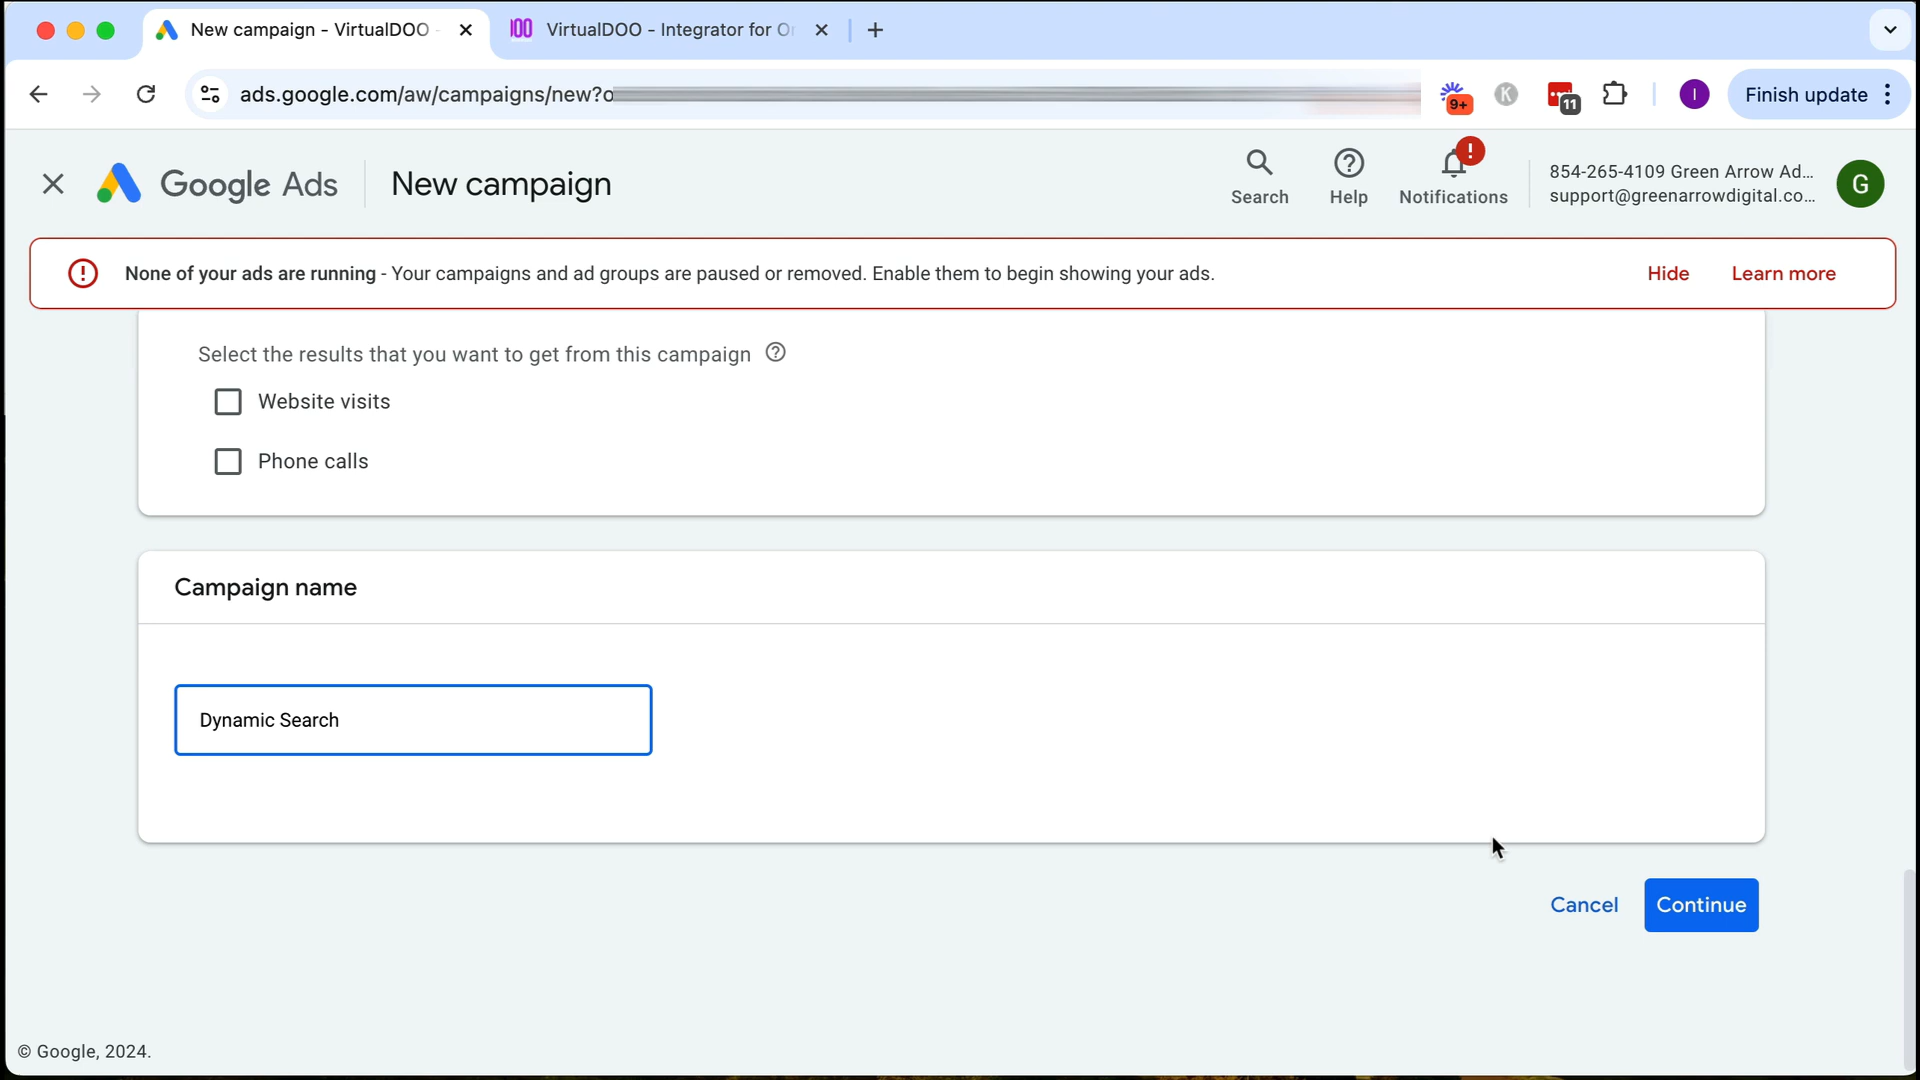 New campaign - VirtualDOO -
VirtualDOO - Integrator for Or
ads.google.com/aw/campaigns/new?o
9+
K
11
I
Finish update
Google Ads
New campaign
Search
Help
Notifications
854-265-4109 Green Arrow Ad...
support@greenarrowdigital.co...
G
None of your ads are running - Your campaigns and ad groups are paused or removed. Enable them to begin showing your ads.
Hide
Learn more
Select the results that you want to get from this campaign
Website visits
Phone calls
Campaign name
Dynamic Search
Cancel
Continue
© Google, 2024.